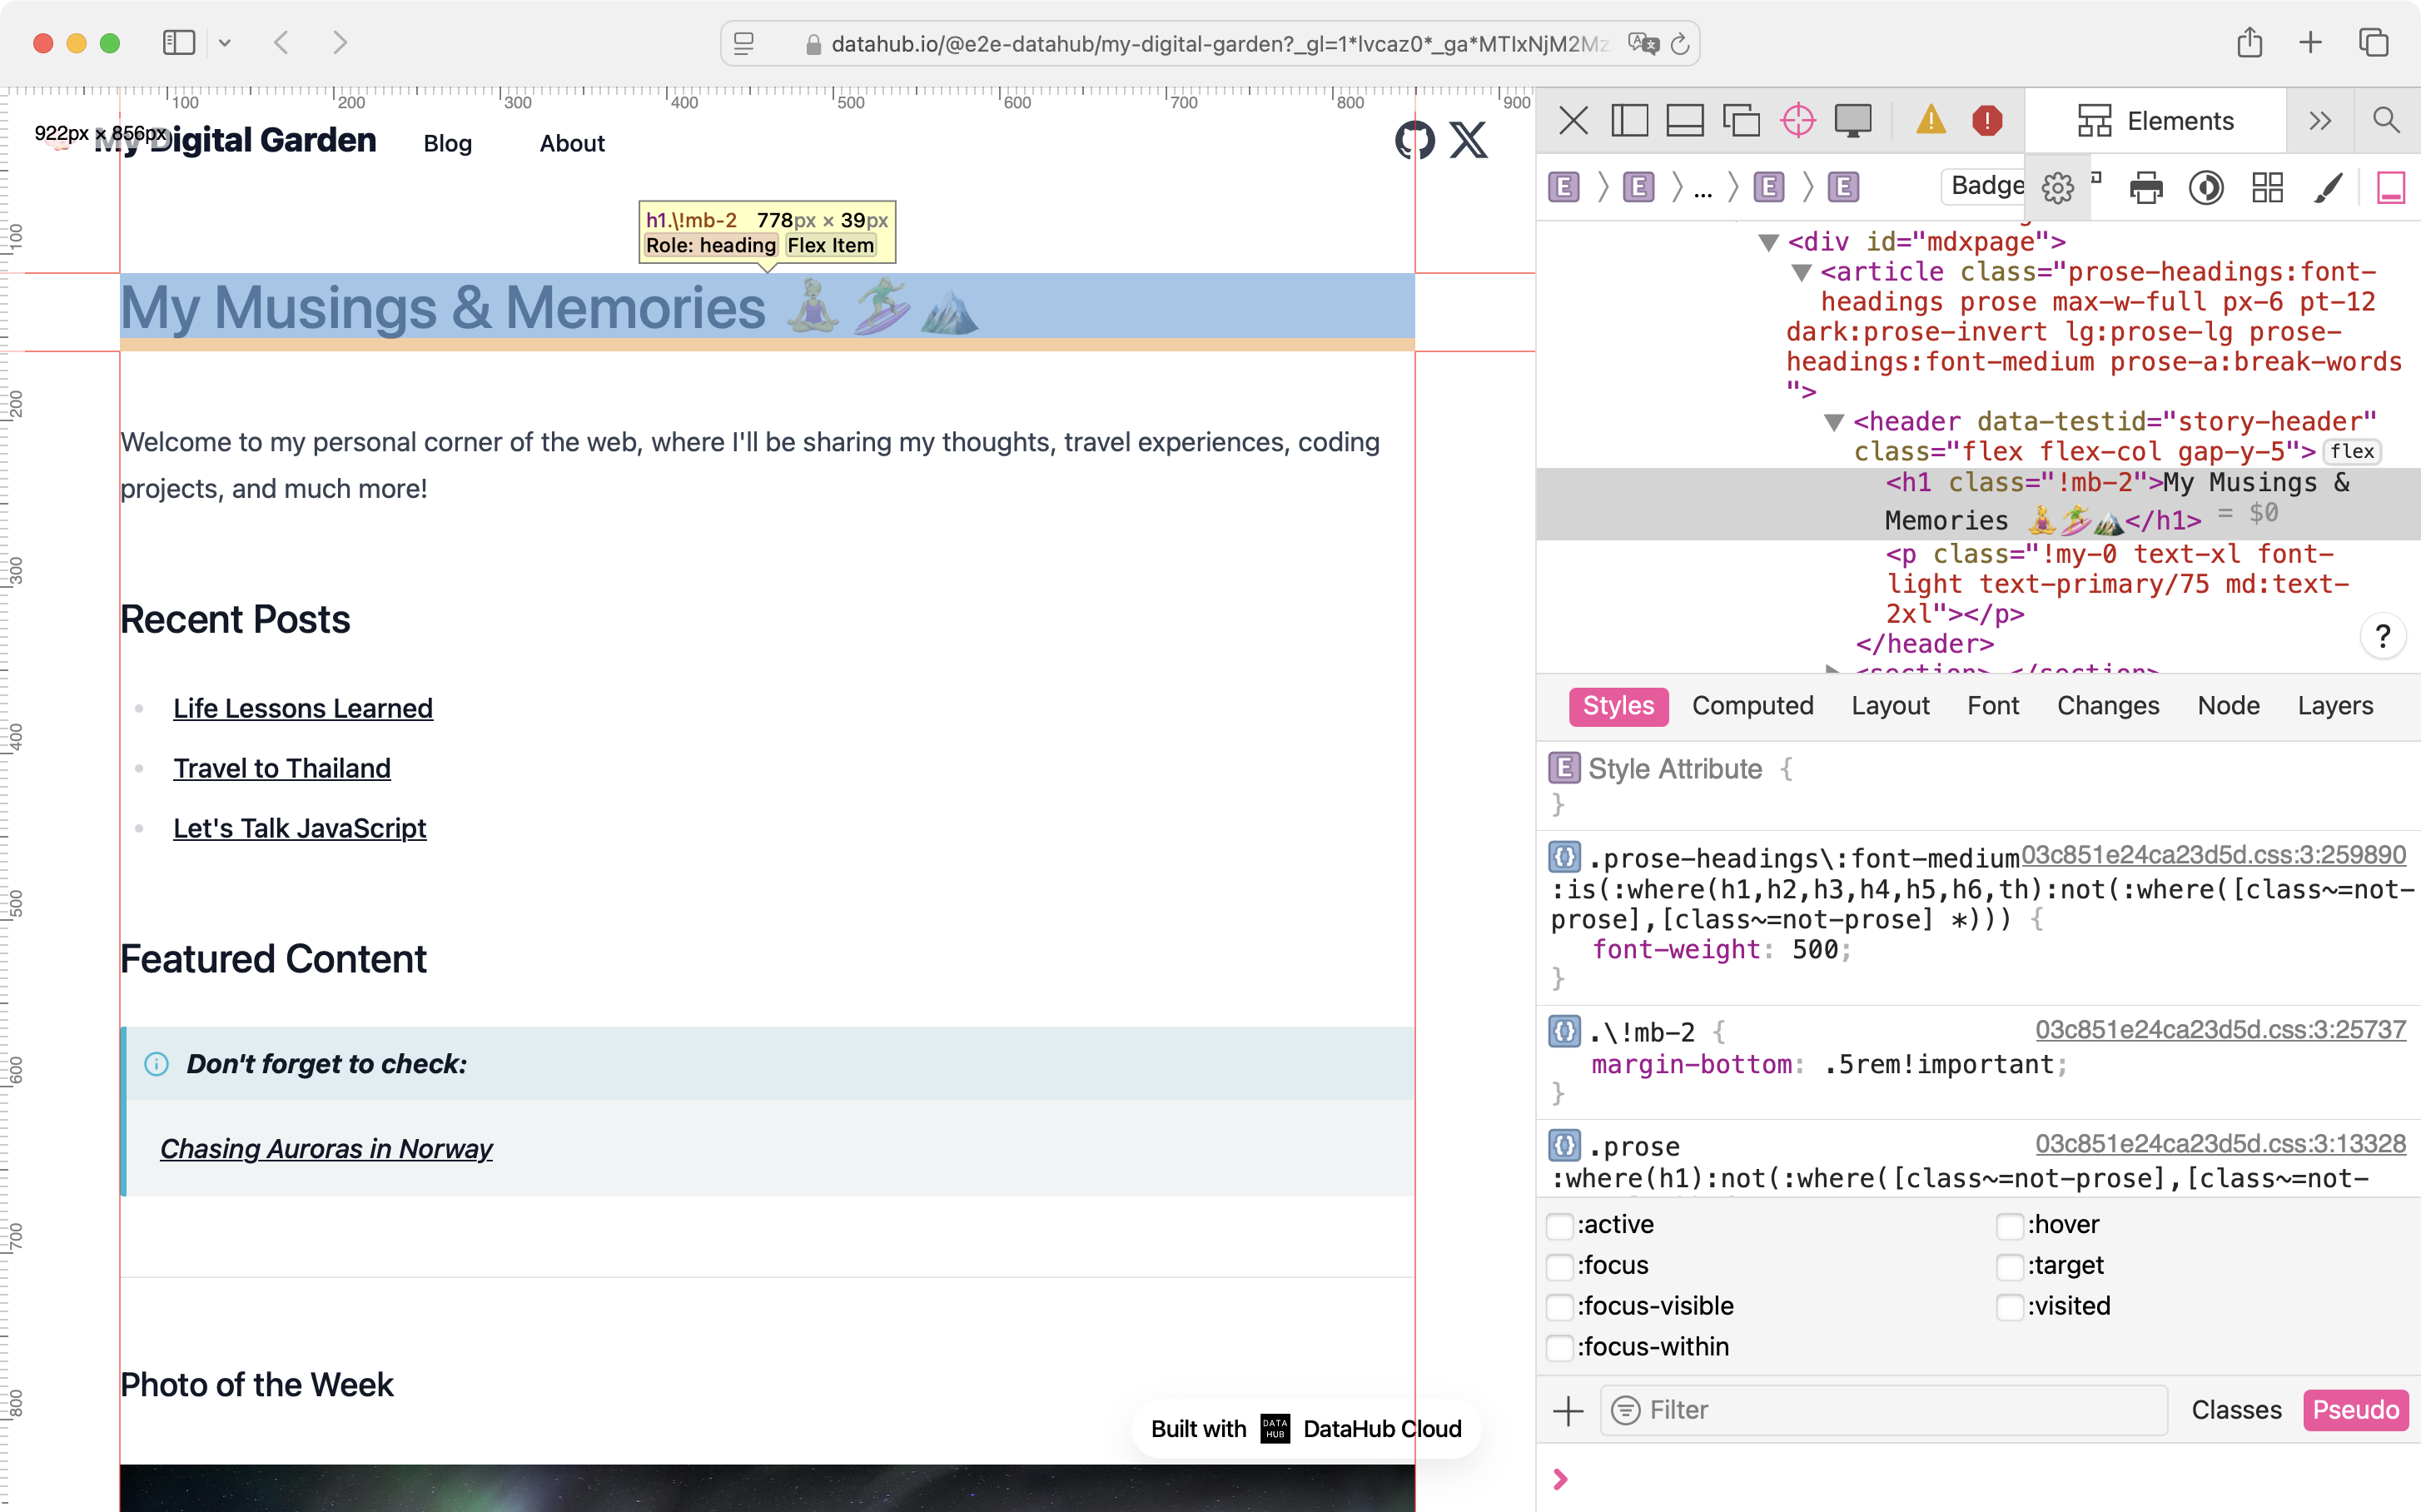 datahub.io/@e2e-datahub/my-digital-garden?_gl=1*lvcaz0*_ga*MTIxNjM2Mz
100 200 300 400 500 600 700 800 900
922px × 856px
My Digital Garden Blog About
h1.\!mb-2 778px × 39px
Role: heading Flex Item
My Musings & Memories 🧘‍♀️🏄🏔️
Welcome to my personal corner of the web, where I'll be sharing my thoughts, travel experiences, coding
projects, and much more!
Recent Posts
Life Lessons Learned
Travel to Thailand
Let's Talk JavaScript
Featured Content
Don't forget to check:
Chasing Auroras in Norway
Photo of the Week
Built with DATA HUB DataHub Cloud
100
200
300
400
500
600
700
800
Elements
E E ... E E Badge
<div id="mdxpage">
<article class="prose-headings:font-
headings prose max-w-full px-6 pt-12
dark:prose-invert lg:prose-lg prose-
headings:font-medium prose-a:break-words
">
<header data-testid="story-header"
class="flex flex-col gap-y-5"> flex
<h1 class="!mb-2">My Musings &
Memories 🧘‍♀️🏄🏔️</h1> = $0
<p class="!my-0 text-xl font-
light text-primary/75 md:text-
2xl"></p>
</header>
<section> </section>
?
Styles Computed Layout Font Changes Node Layers
E Style Attribute {
}
{} .prose-headings\:font-medium 03c851e24ca23d5d.css:3:259890
:is(:where(h1,h2,h3,h4,h5,h6,th):not(:where([class~=not-
prose],[class~=not-prose] *))) {
font-weight: 500;
}
{} .\!mb-2 { 03c851e24ca23d5d.css:3:25737
margin-bottom: .5rem!important;
}
{} .prose 03c851e24ca23d5d.css:3:13328
:where(h1):not(:where([class~=not-prose],[class~=not-
:active :hover
:focus :target
:focus-visible :visited
:focus-within
Filter Classes Pseudo